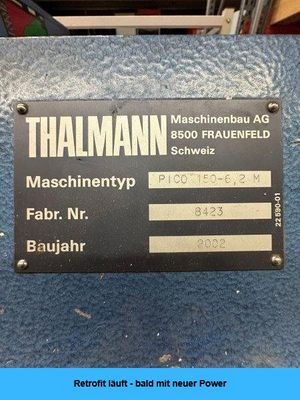 THALMANN
Maschinenbau AG
8500 FRAUENFELD
Schweiz
Maschinentyp PICO 150-6,2 M
Fabr. Nr. 8423
Baujahr 2002
22 590-01
Retrofit läuft - bald mit neuer Power